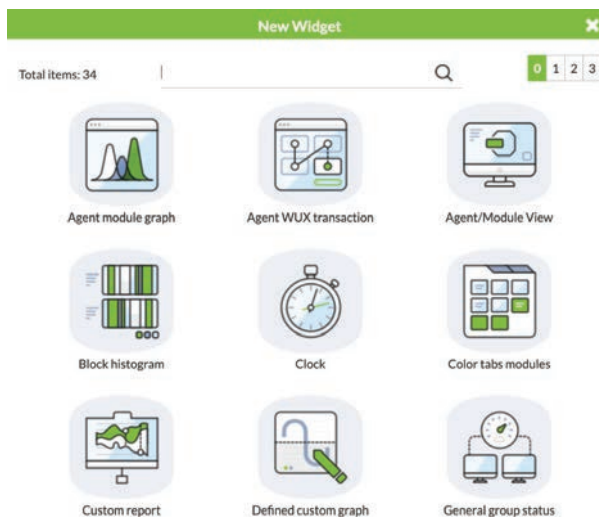 New Widget
Total items: 34
0 1 2 3
Agent module graph
Agent WUX transaction
Agent/Module View
Block histogram
Clock
Color tabs modules
Custom report
Defined custom graph
General group status